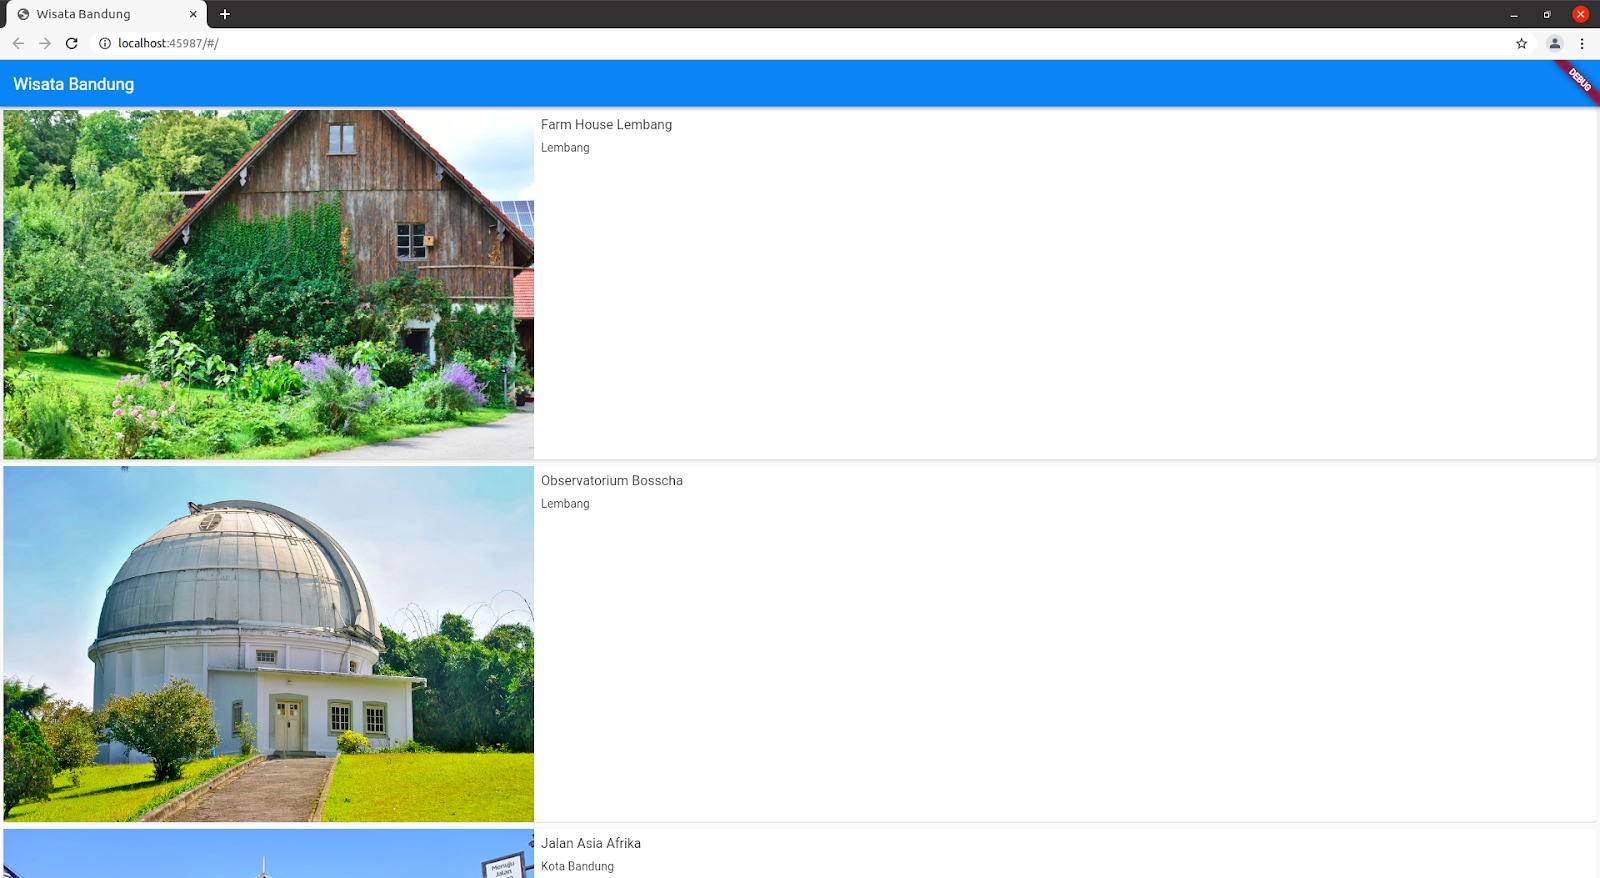 Wisata Bandung
localhost:45987/#/
Wisata Bandung
DEBUG
Farm House Lembang
Lembang
Observatorium Bosscha
Lembang
Jalan Asia Afrika
Kota Bandung
Menuju
Jalan